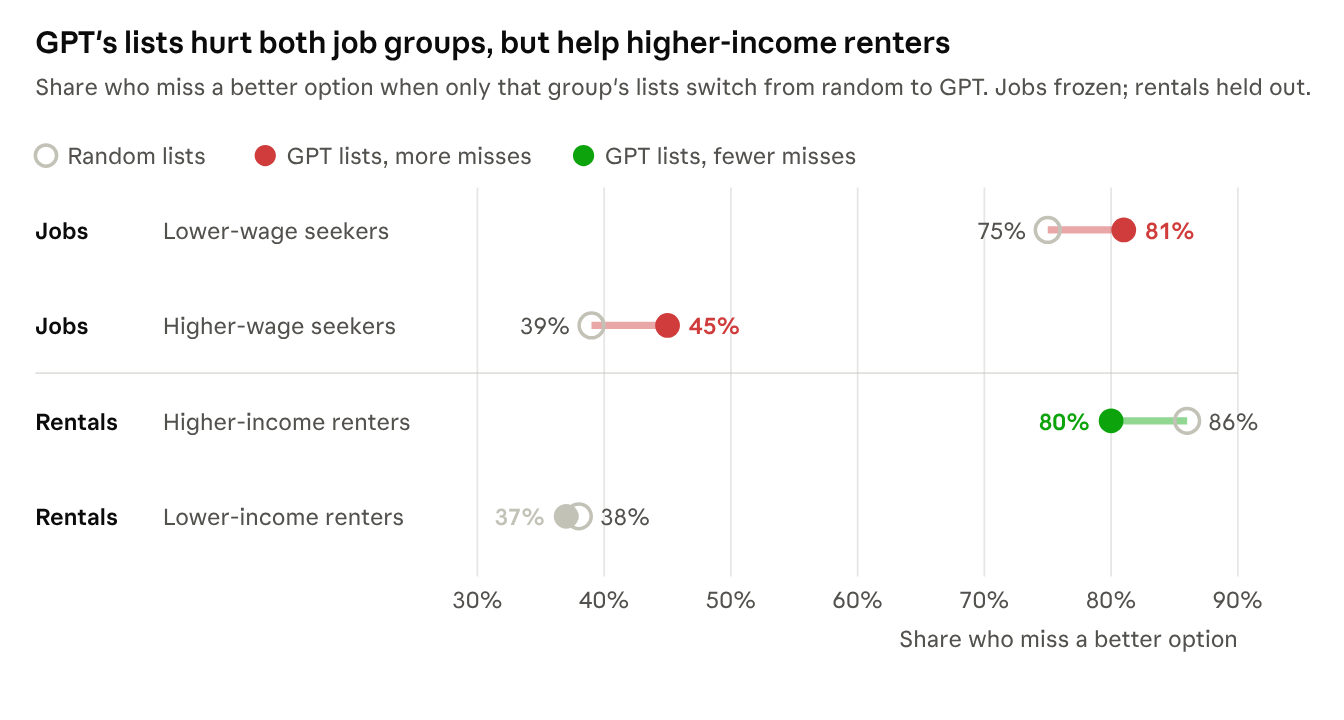 GPT's lists hurt both job groups, but help higher-income renters
Share who miss a better option when only that group's lists switch from random to GPT. Jobs frozen; rentals held out.
Random lists GPT lists, more misses GPT lists, fewer misses
Jobs Lower-wage seekers 75% 81%
Jobs Higher-wage seekers 39% 45%
Rentals Higher-income renters 80% 86%
Rentals Lower-income renters 37% 38%
30% 40% 50% 60% 70% 80% 90%
Share who miss a better option